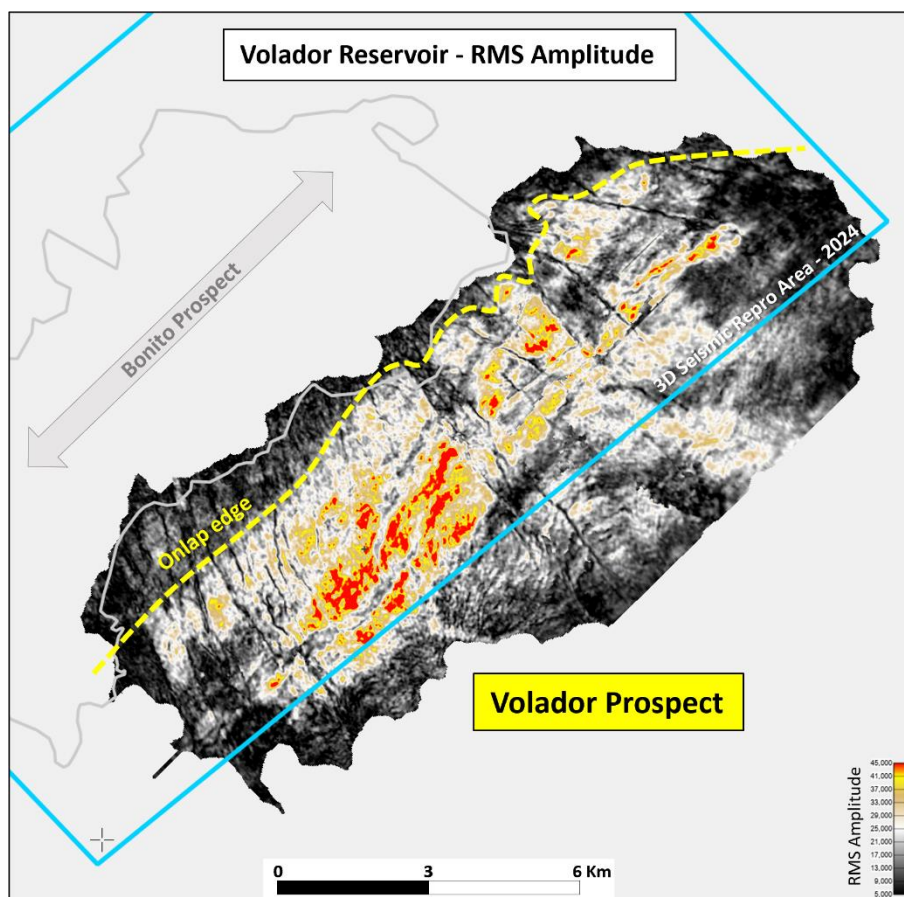 Volador Reservoir - RMS Amplitude
Bonito Prospect
3D Seismic Repro Area - 2024
Onlap edge
Volador Prospect
RMS Amplitude
45,000
41,000
37,000
33,000
29,000
25,000
21,000
17,000
13,000
9,000
5,000
0 3 6 Km